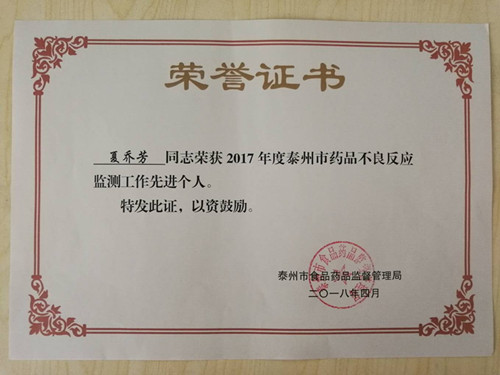 荣誉证书
夏乔芳 同志荣获 2017 年度泰州市药品不良反应
监测工作先进个人。
特发此证，以资鼓励。
泰州市食品药品监督管理局
二〇一八年四月